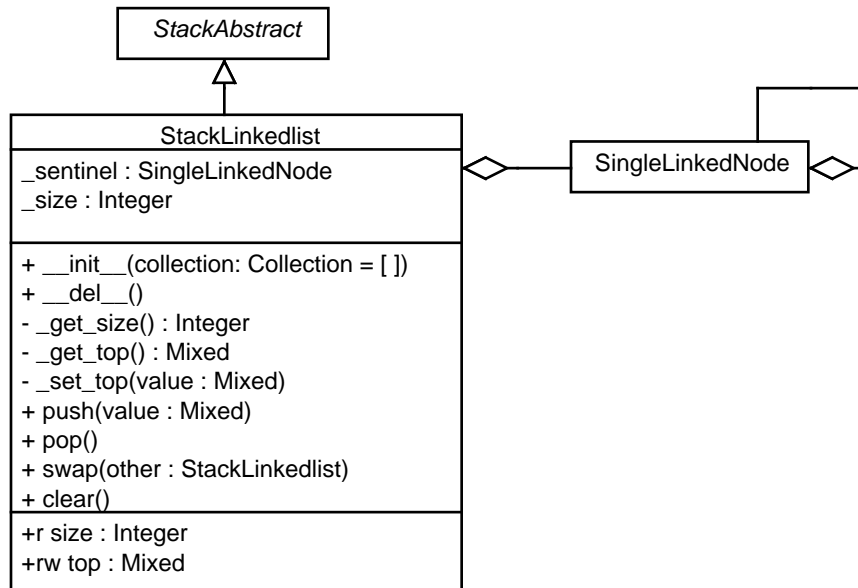 StackAbstract
StackLinkedlist
_sentinel : SingleLinkedNode
_size : Integer
SingleLinkedNode
+ __init__(collection: Collection = [ ])
+ __del__()
- _get_size() : Integer
- _get_top() : Mixed
- _set_top(value : Mixed)
+ push(value : Mixed)
+ pop()
+ swap(other : StackLinkedlist)
+ clear()
+r size : Integer
+rw top : Mixed